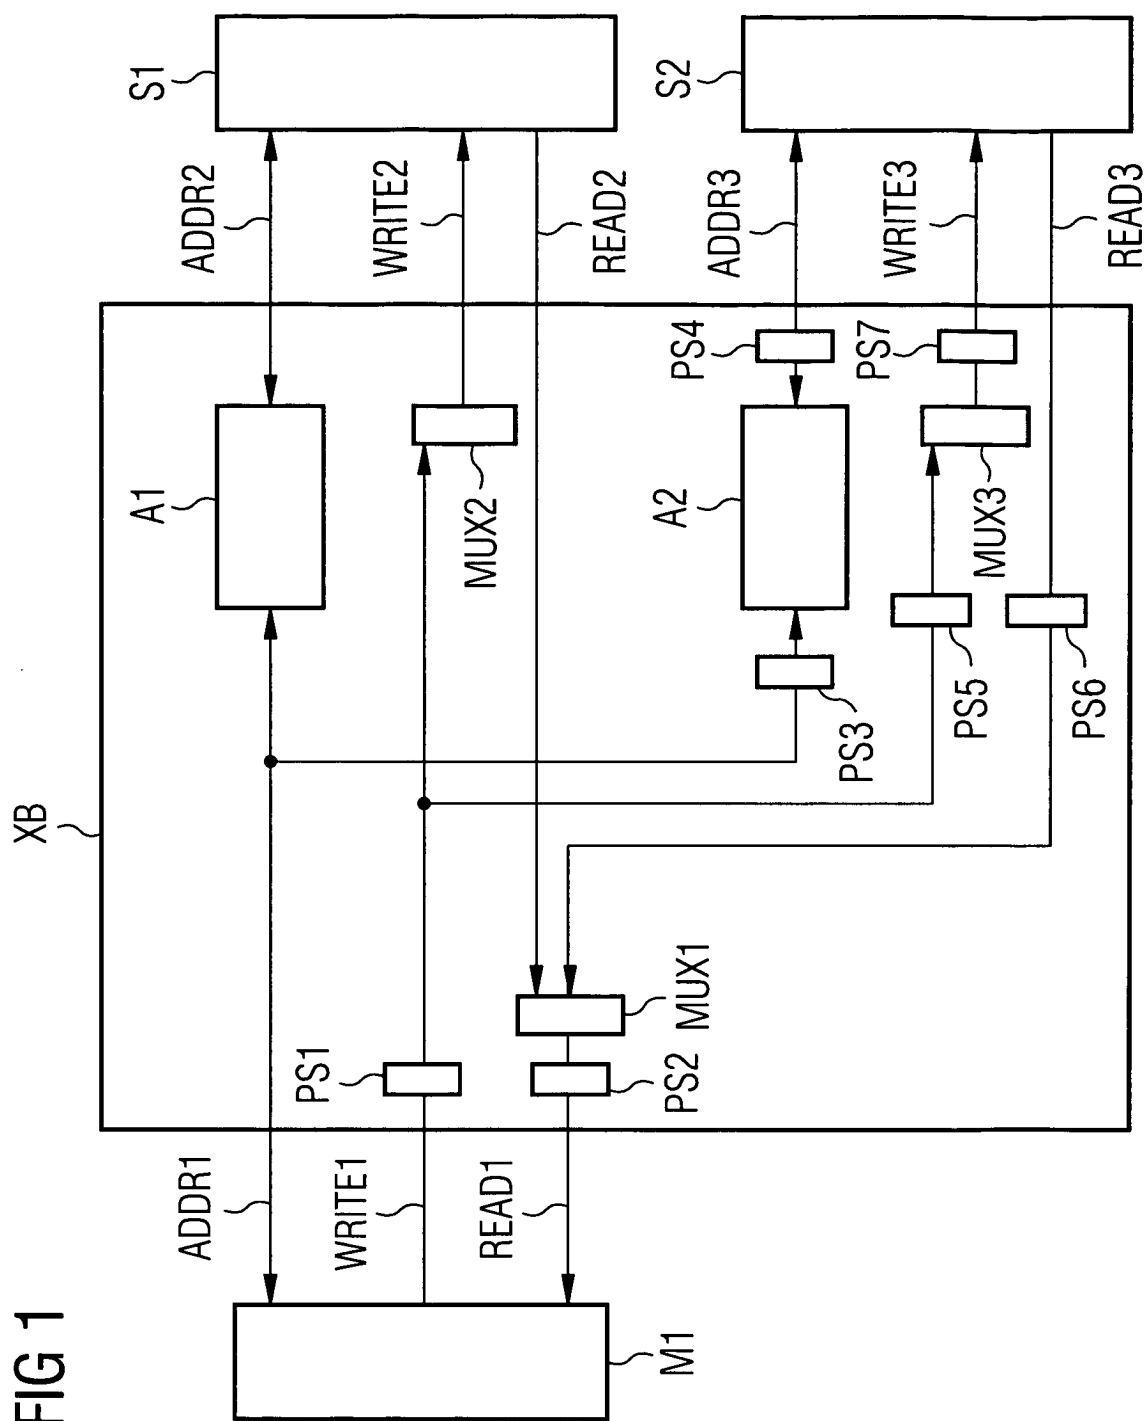 FIG 1
XB
S1
S2
ADDR2
WRITE2
READ2
ADDR3
WRITE3
READ3
PS4
PS7
A1
MUX2
A2
MUX3
PS3
PS5
PS6
MUX1
PS1
PS2
ADDR1
WRITE1
READ1
M1